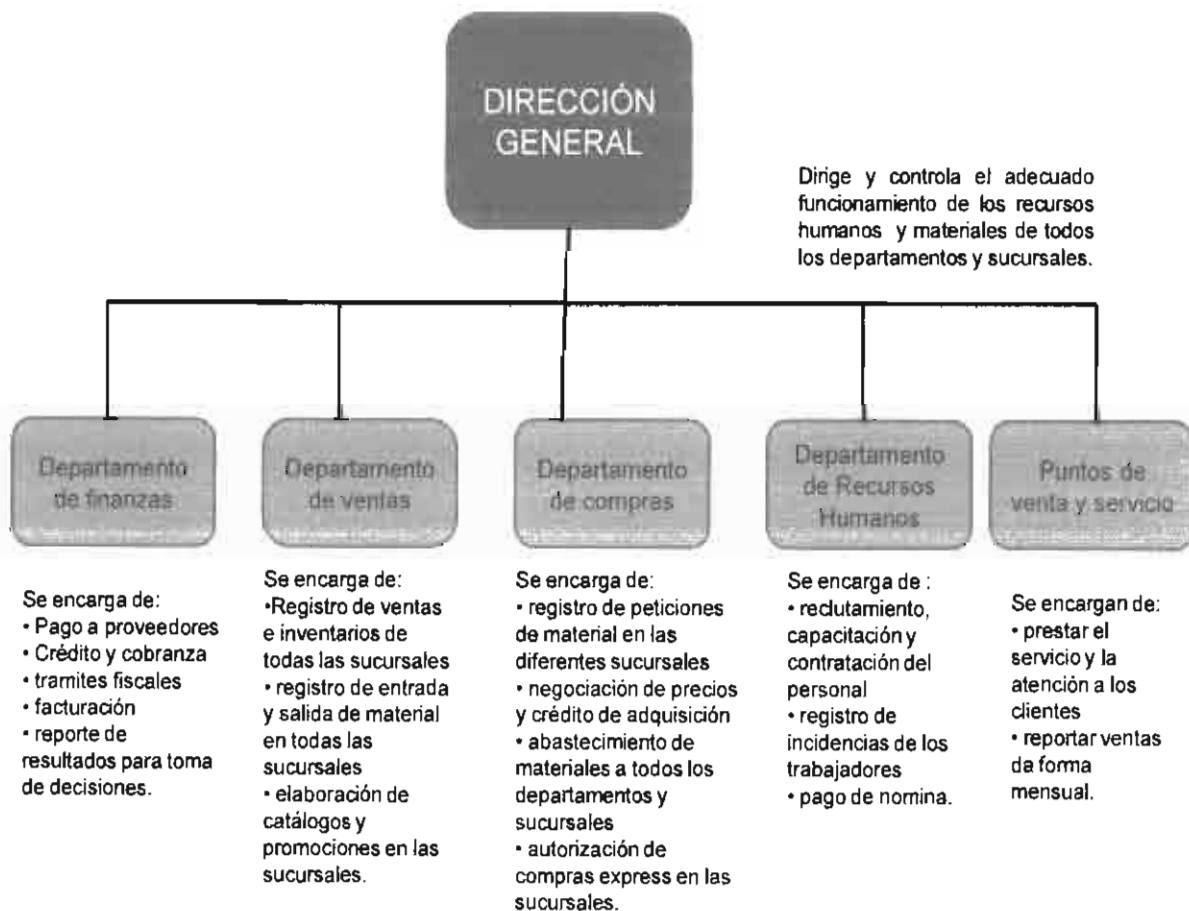 DIRECCIÓN
GENERAL
Dirige y controla el adecuado
funcionamiento de los recursos
humanos y materiales de todos
los departamentos y sucursales.
Departamento
de finanzas
Se encarga de:
• Pago a proveedores
• Crédito y cobranza
• tramites fiscales
• facturación
• reporte de
resultados para toma
de decisiones.
Departamento
de ventas
Se encarga de:
•Registro de ventas
e inventarios de
todas las sucursales
• registro de entrada
y salida de material
en todas las
sucursales
• elaboración de
catálogos y
promociones en las
sucursales.
Departamento
de compras
Se encarga de:
• registro de peticiones
de material en las
diferentes sucursales
• negociación de precios
y crédito de adquisición
• abastecimiento de
materiales a todos los
departamentos y
sucursales
• autorización de
compras express en las
sucursales.
Departamento
de Recursos
Humanos
Se encarga de :
• reclutamiento,
capacitación y
contratación del
personal
• registro de
incidencias de los
trabajadores
• pago de nomina.
Puntos de
venta y servicio
Se encargan de:
• prestar el
servicio y la
atención a los
clientes
• reportar ventas
da forma
mensual.